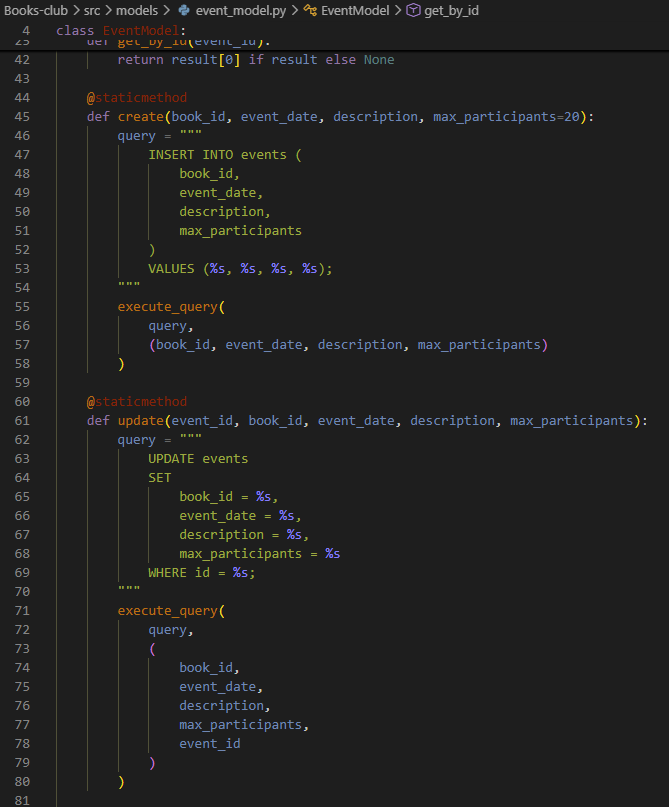 Books-club > src > models > event_model.py > EventModel > get_by_id
4 class EventModel:
25 def get_by_id(event_id):
42 return result[0] if result else None
43
44 @staticmethod
45 def create(book_id, event_date, description, max_participants=20):
46 query = """
47 INSERT INTO events (
48 book_id,
49 event_date,
50 description,
51 max_participants
52 )
53 VALUES (%s, %s, %s, %s);
54 """
55 execute_query(
56 query,
57 (book_id, event_date, description, max_participants)
58 )
59
60 @staticmethod
61 def update(event_id, book_id, event_date, description, max_participants):
62 query = """
63 UPDATE events
64 SET
65 book_id = %s,
66 event_date = %s,
67 description = %s,
68 max_participants = %s
69 WHERE id = %s;
70 """
71 execute_query(
72 query,
73 (
74 book_id,
75 event_date,
76 description,
77 max_participants,
78 event_id
79 )
80 )
81